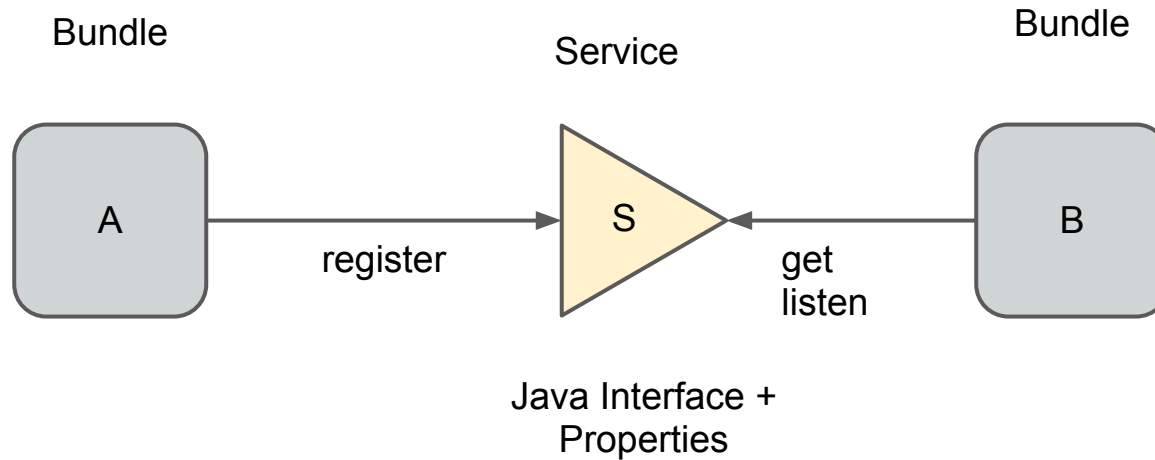 Bundle
Service
Bundle
A
S
B
register
get
listen
Java Interface +
Properties